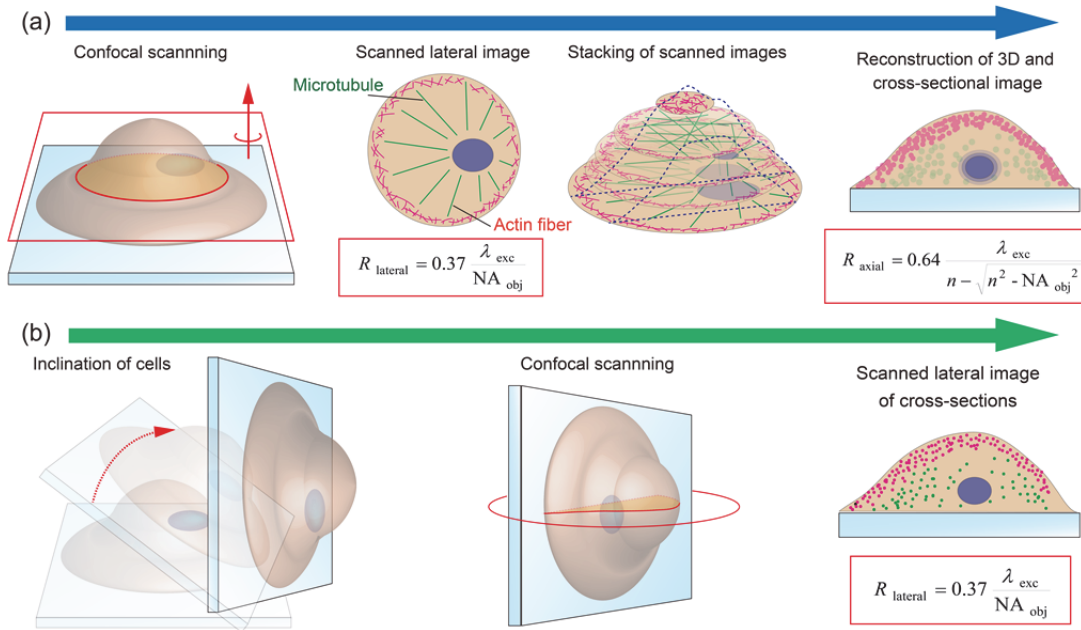 (a)
Confocal scannning
Scanned lateral image
Stacking of scanned images
Reconstruction of 3D and
cross-sectional image
Microtubule
Actin fiber
R lateral = 0.37 λ exc / NA obj
R axial = 0.64 λ exc / n − √n² - NA obj²
(b)
Inclination of cells
Confocal scannning
Scanned lateral image
of cross-sections
R lateral = 0.37 λ exc / NA obj